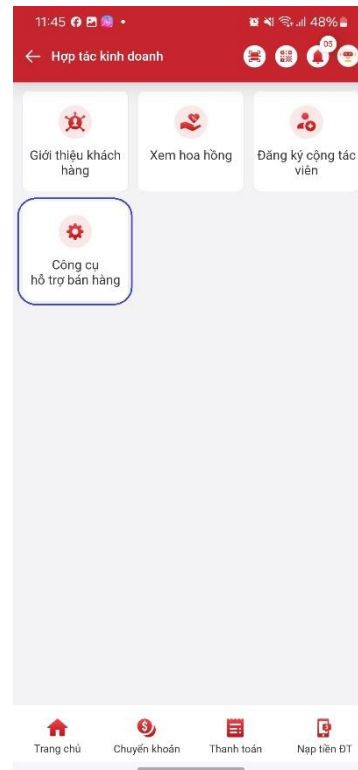 11:45
48%
Hợp tác kinh doanh
05
Giới thiệu khách
hàng
Xem hoa hồng
Đăng ký cộng tác
viên
Công cụ
hỗ trợ bán hàng
Trang chủ
Chuyển khoản
Thanh toán
Nạp tiền ĐT